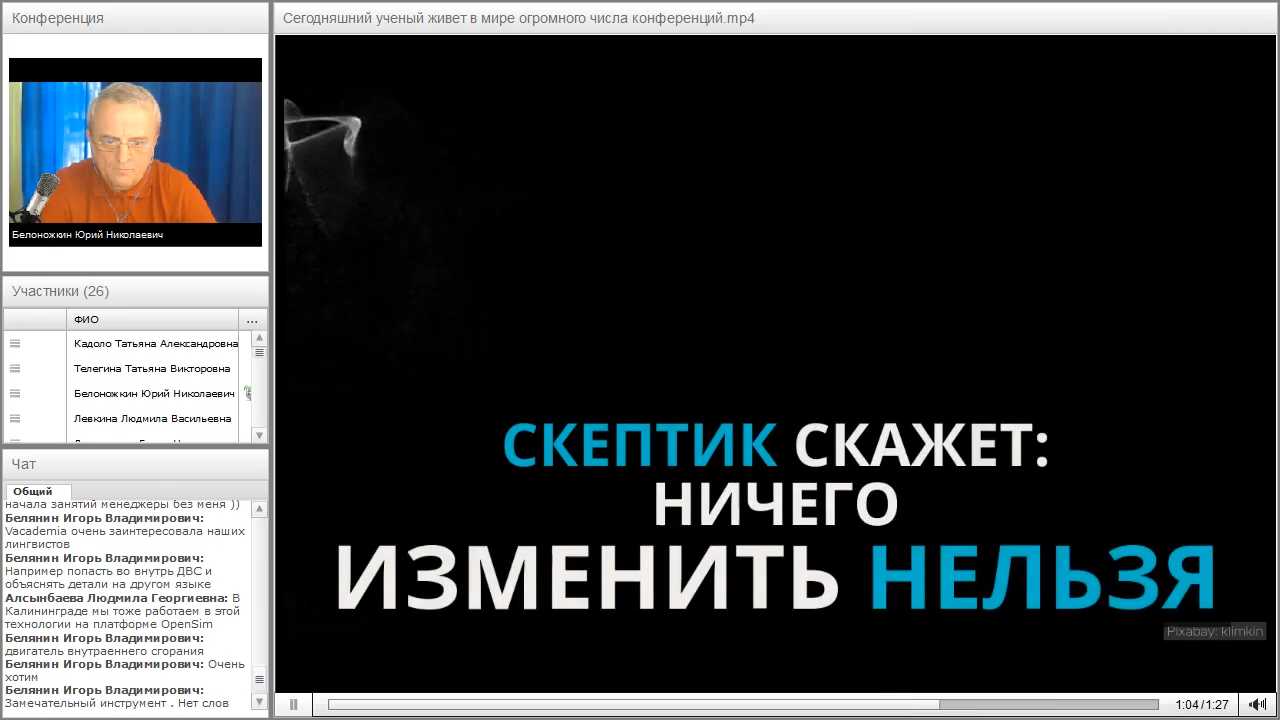 Конференция
Белоножкин Юрий Николаевич
Участники (26)
ФИО
...
Кадоло Татьяна Александровна
Телегина Татьяна Викторовна
Белоножкин Юрий Николаевич
Левкина Людмила Васильевна
Чат
Общий
начала занятий менеджеры без меня ))
Белянин Игорь Владимирович:
Vacademia очень заинтересовала наших
лингвистов
Белянин Игорь Владимирович:
Например попасть во внутрь ДВС и
объяснять детали на другом языке
Алсынбаева Людмила Георгиевна: В
Калининграде мы тоже работаем в этой
технологии на платформе OpenSim
Белянин Игорь Владимирович:
двигатель внутраеннего сгорания
Белянин Игорь Владимирович: Очень
хотим
Белянин Игорь Владимирович:
Замечательный инструмент . Нет слов
Сегодняшний ученый живет в мире огромного числа конференций.mp4
СКЕПТИК СКАЖЕТ:
НИЧЕГО
ИЗМЕНИТЬ НЕЛЬЗЯ
Pixabay: klimkin
1:04/1:27